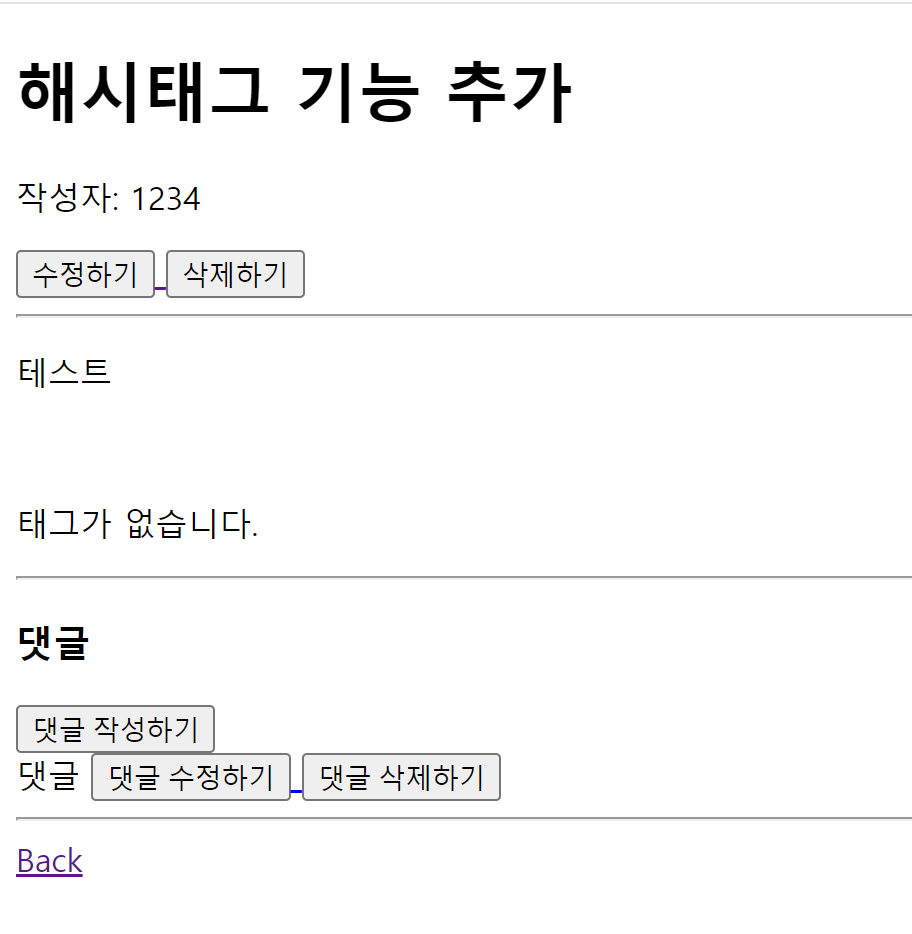 해시태그 기능 추가
작성자: 1234
수정하기 삭제하기
테스트
태그가 없습니다.
댓글
댓글 작성하기
댓글 댓글 수정하기 댓글 삭제하기
Back